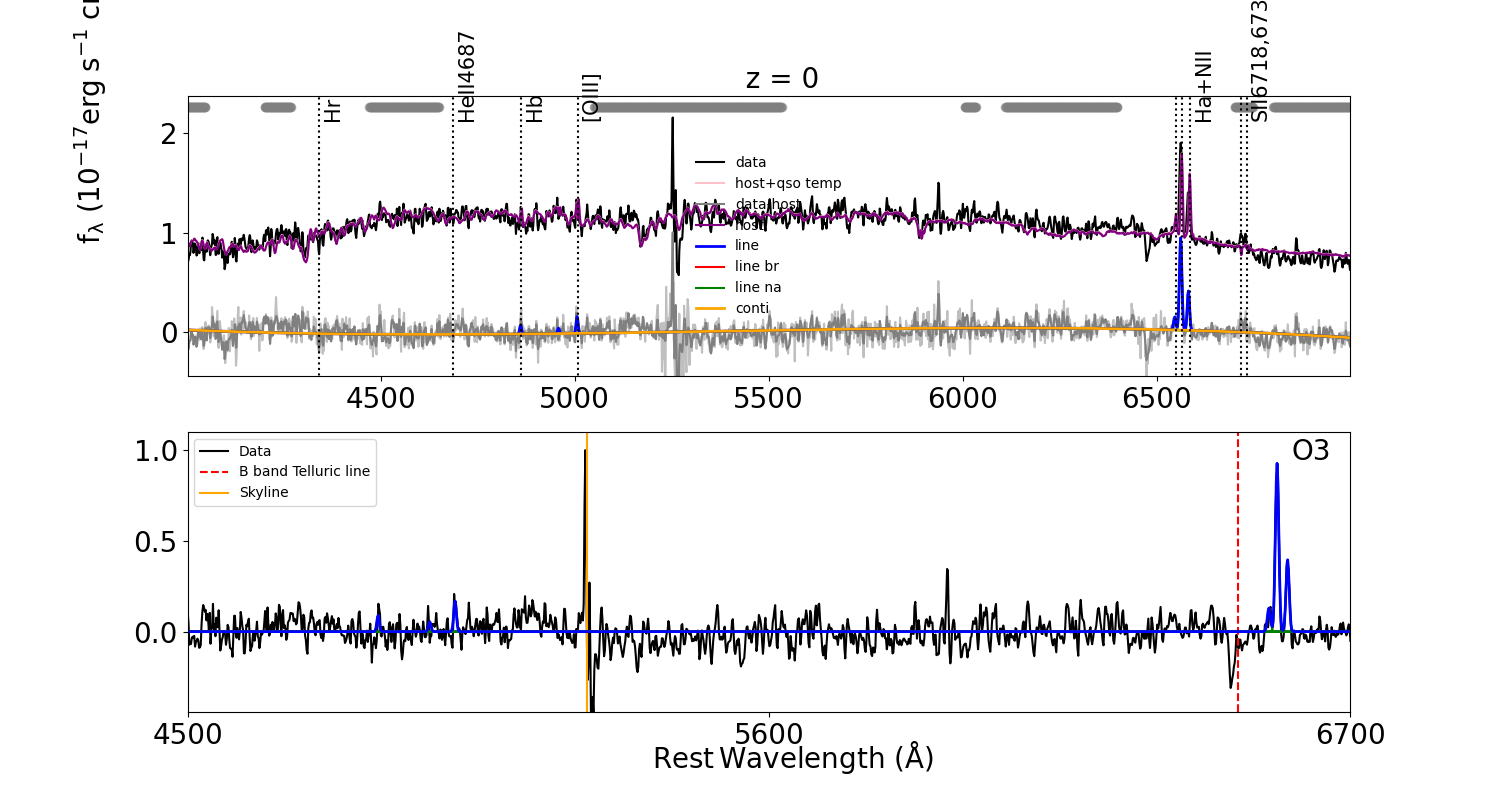 z = 0
fλ (10−17erg s−1 c
Hr
HeII4687
Hb
[OIII]
Ha+NII
SII6718,673
2
1
0
data
host+qso temp
data-host
host
line
line br
line na
conti
4500 5000 5500 6000 6500
1.0
0.5
0.0
Data
B band Telluric line
Skyline
O3
4500 5600 6700
Rest Wavelength (Å)